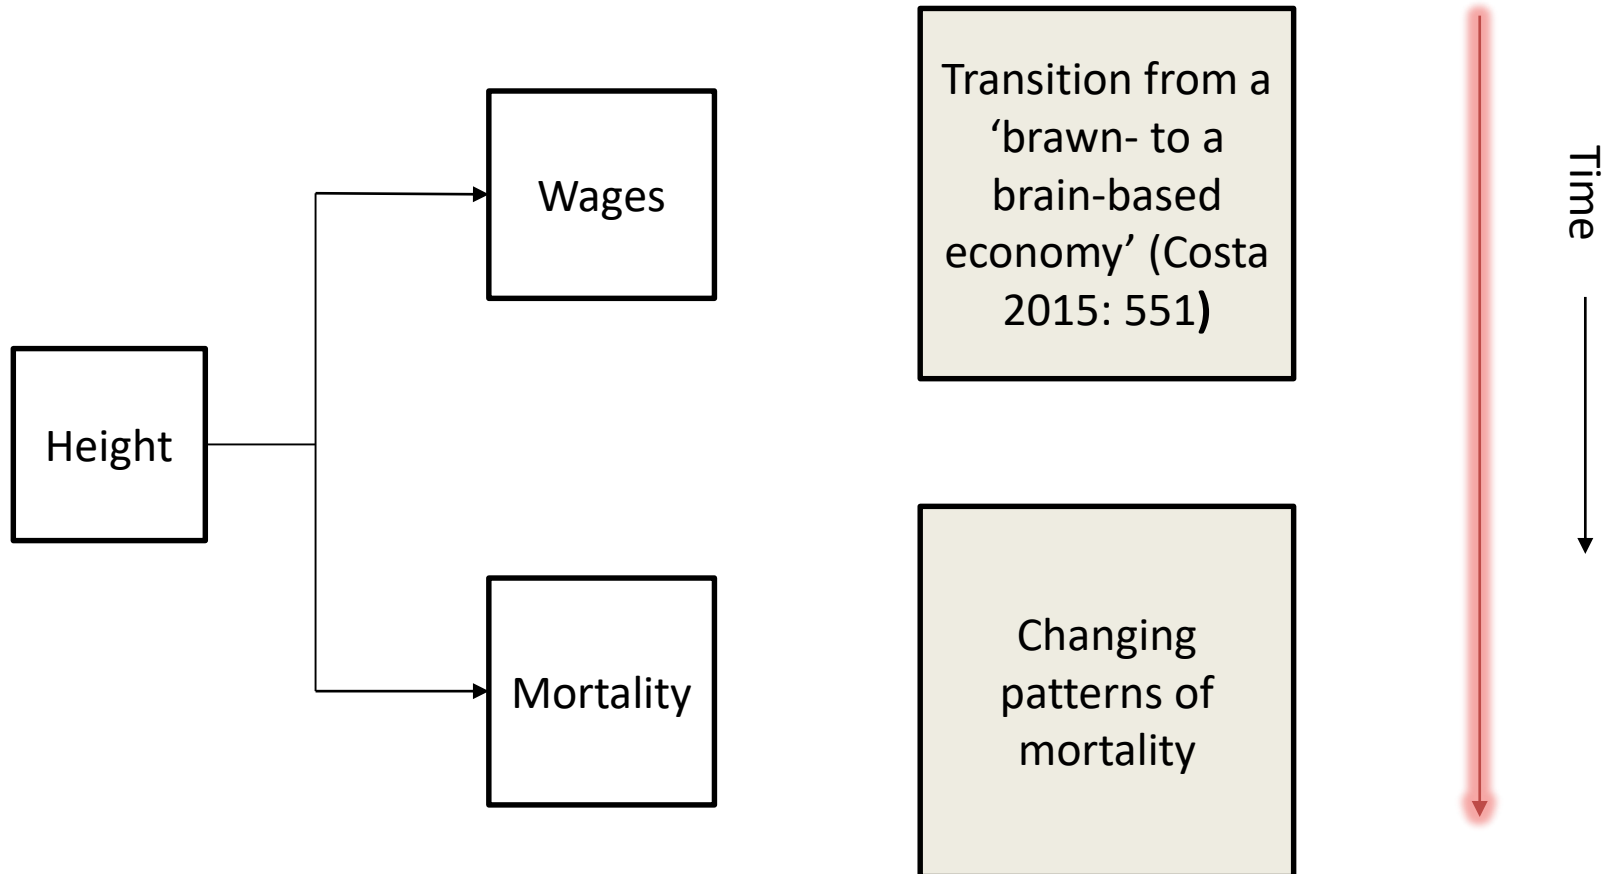 Height
Wages
Mortality
Transition from a
‘brawn- to a
brain-based
economy’ (Costa
2015: 551)
Changing
patterns of
mortality
Time